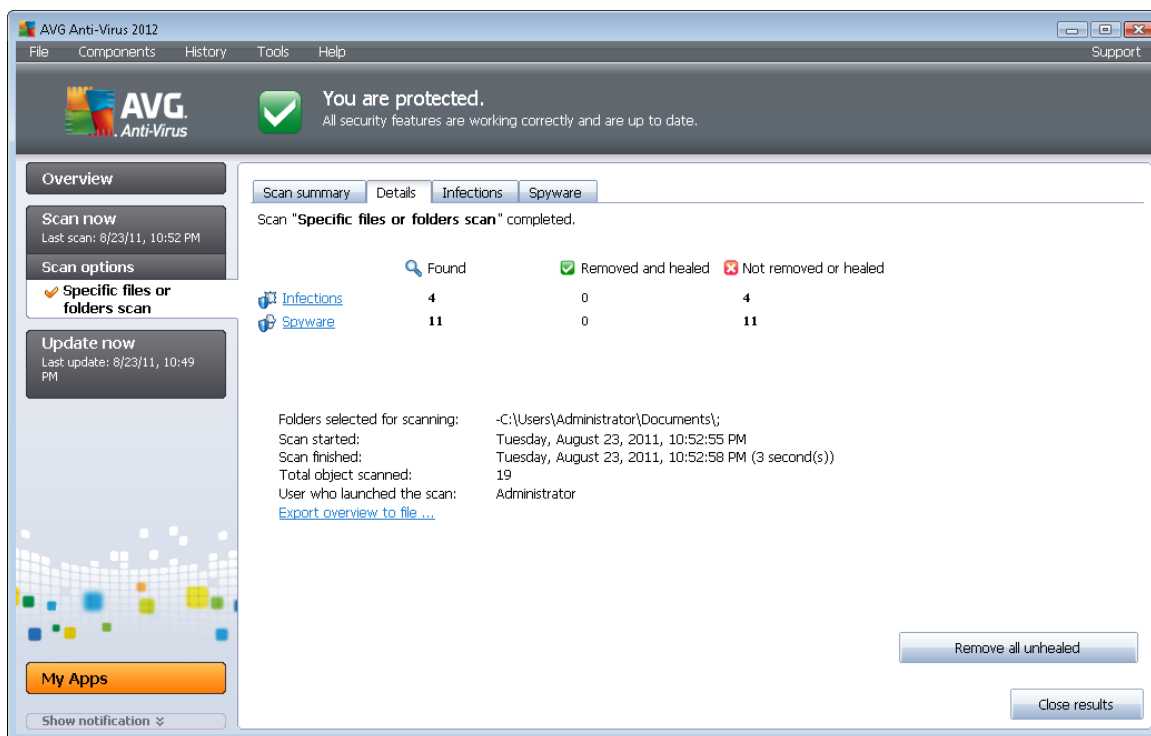 AVG Anti-Virus 2012
File Components History Tools Help Support
AVG.
Anti-Virus
You are protected.
All security features are working correctly and are up to date.
Overview
Scan now
Last scan: 8/23/11, 10:52 PM
Scan options
Specific files or
folders scan
Update now
Last update: 8/23/11, 10:49
PM
My Apps
Show notification
Scan summary Details Infections Spyware
Scan "Specific files or folders scan" completed.
Found Removed and healed Not removed or healed
Infections 4 0 4
Spyware 11 0 11
Folders selected for scanning: -C:\Users\Administrator\Documents\;
Scan started: Tuesday, August 23, 2011, 10:52:55 PM
Scan finished: Tuesday, August 23, 2011, 10:52:58 PM (3 second(s))
Total object scanned: 19
User who launched the scan: Administrator
Export overview to file ...
Remove all unhealed
Close results